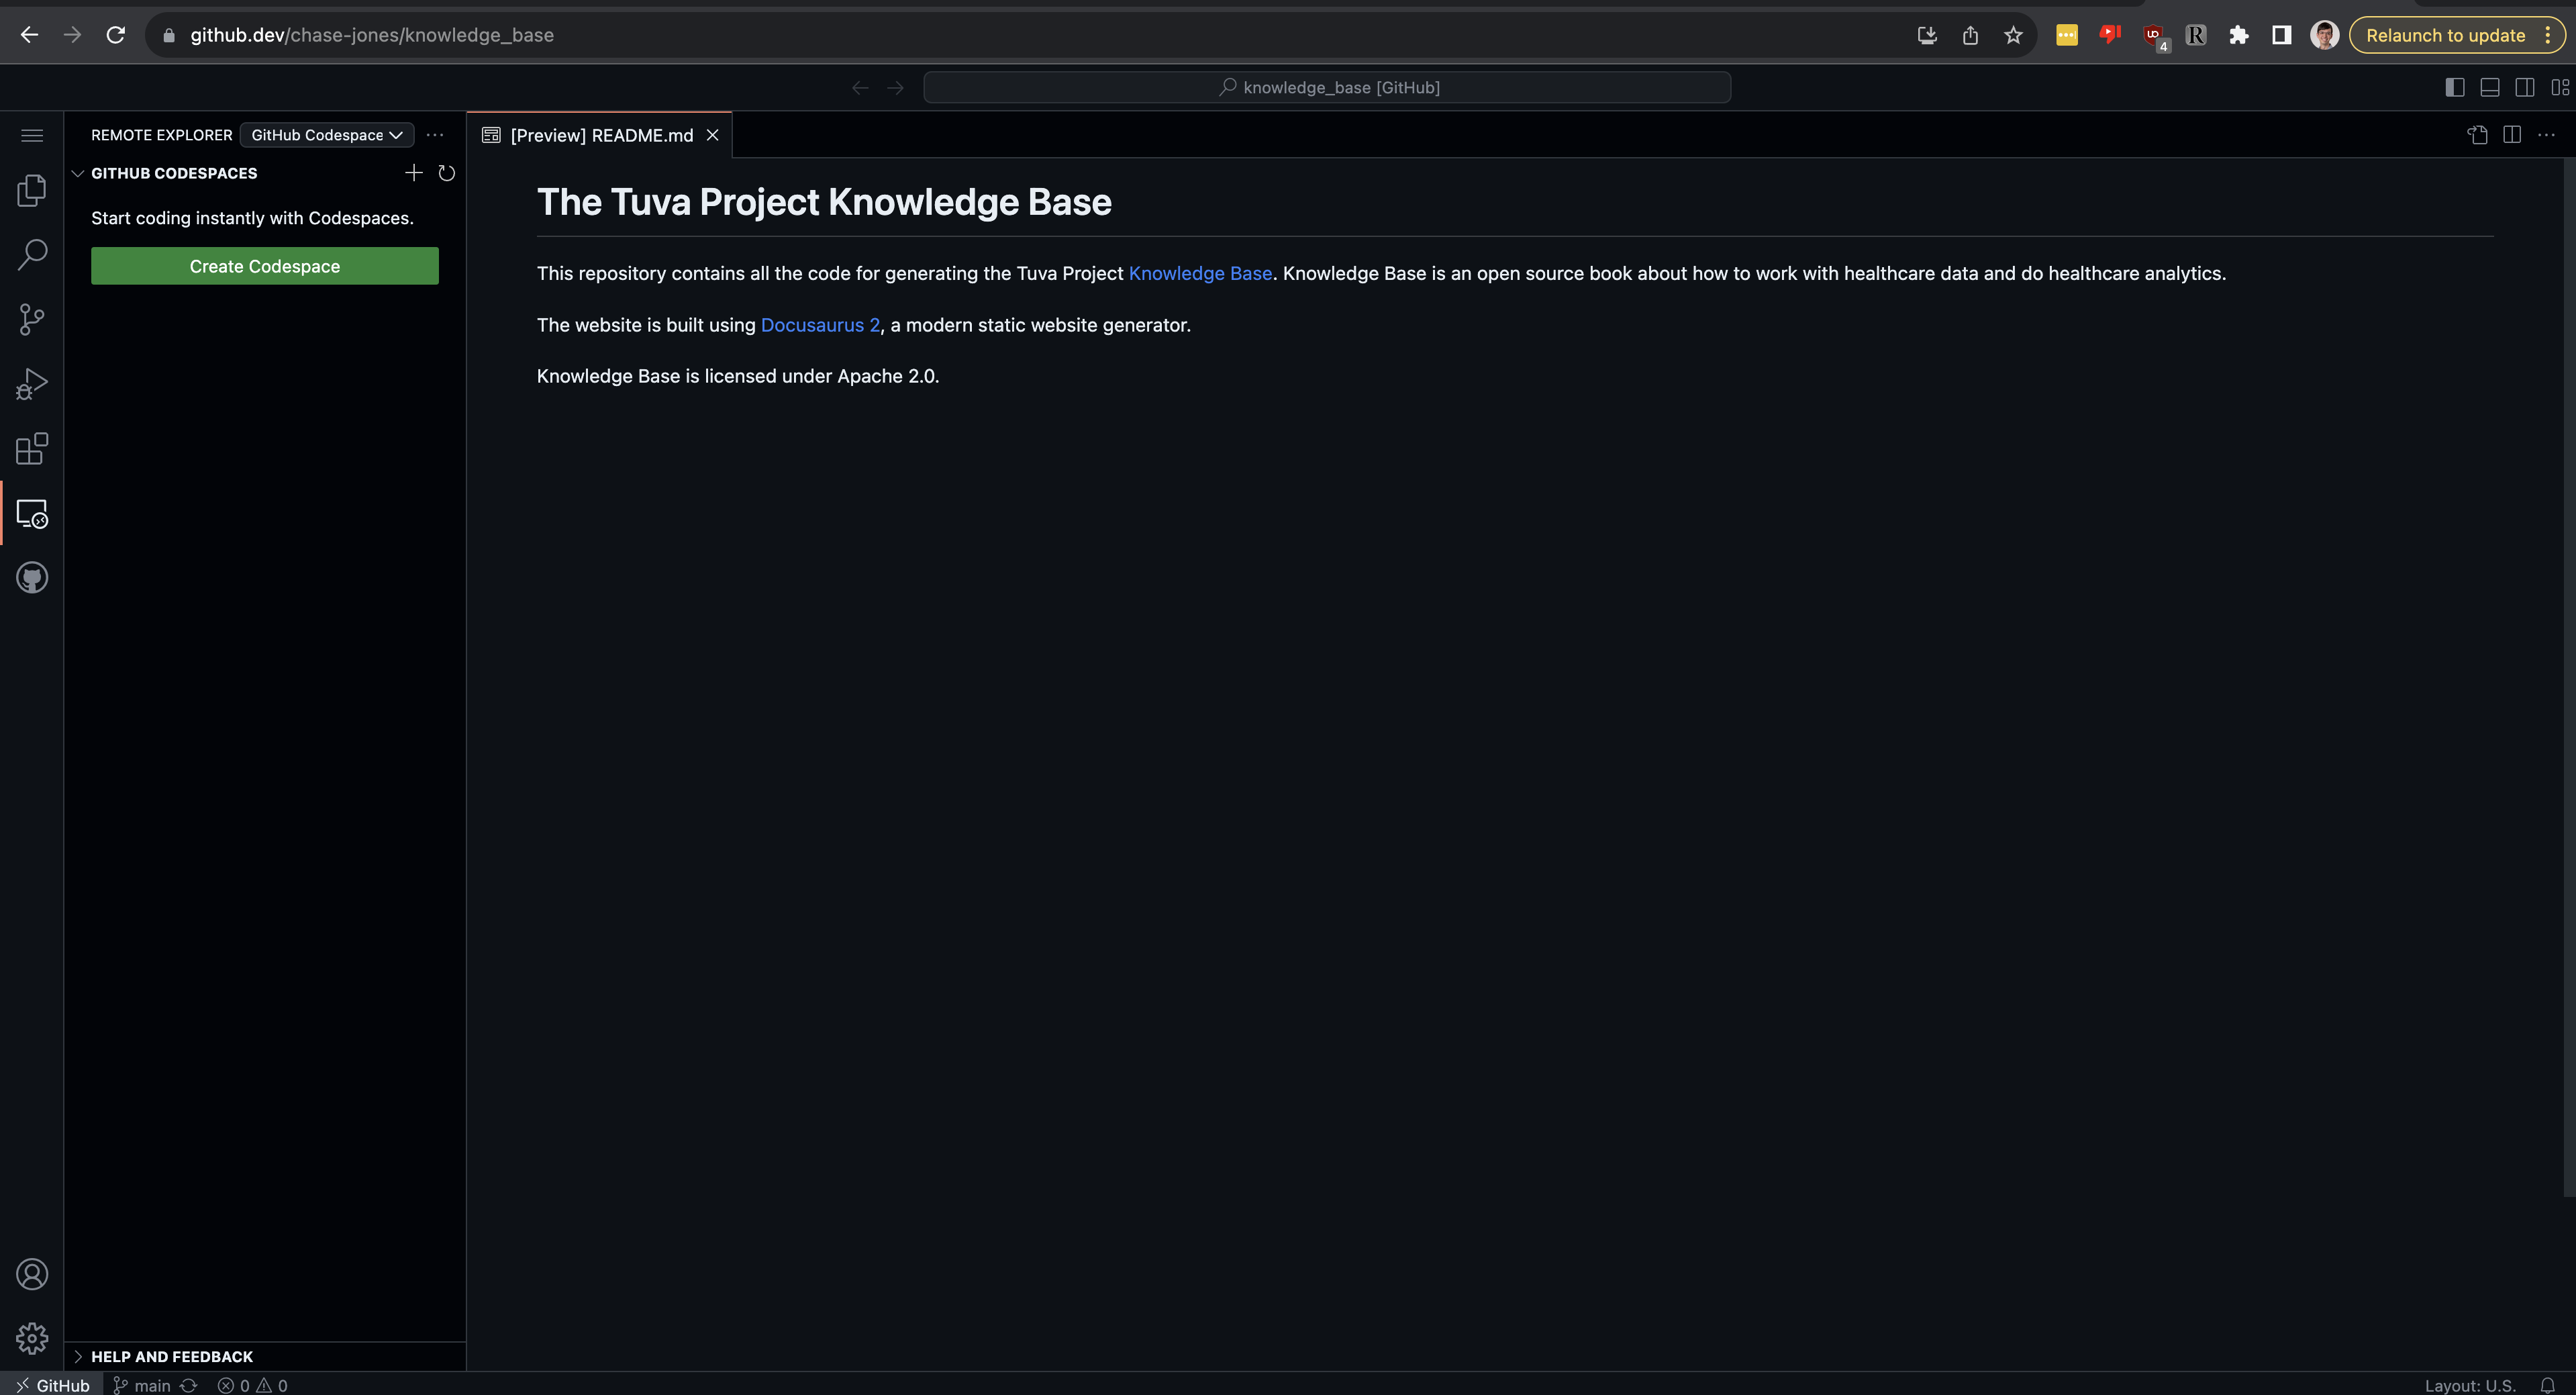 github.dev/chase-jones/knowledge_base
4
Relaunch to update
knowledge_base [GitHub]
REMOTE EXPLORER
GitHub Codespace
[Preview] README.md
GITHUB CODESPACES
Start coding instantly with Codespaces.
Create Codespace
The Tuva Project Knowledge Base
This repository contains all the code for generating the Tuva Project Knowledge Base. Knowledge Base is an open source book about how to work with healthcare data and do healthcare analytics.
The website is built using Docusaurus 2, a modern static website generator.
Knowledge Base is licensed under Apache 2.0.
HELP AND FEEDBACK
GitHub
main
0
0
Layout: U.S.